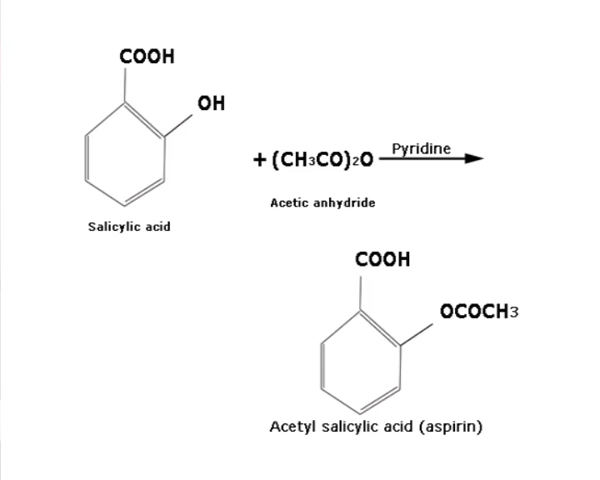 COOH
OH
+ (CH3CO)2O
Pyridine
Acetic anhydride
Salicylic acid
COOH
OCOCH3
Acetyl salicylic acid (aspirin)